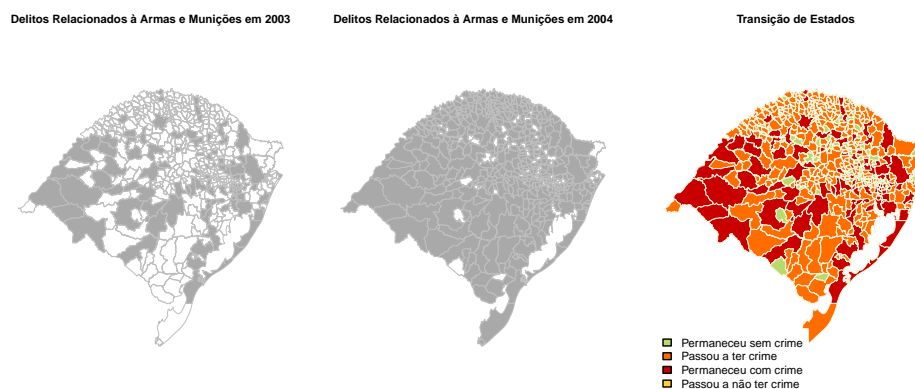 Delitos Relacionados à Armas e Munições em 2003
Delitos Relacionados à Armas e Munições em 2004
Transição de Estados
Permaneceu sem crime
Passou a ter crime
Permaneceu com crime
Passou a não ter crime